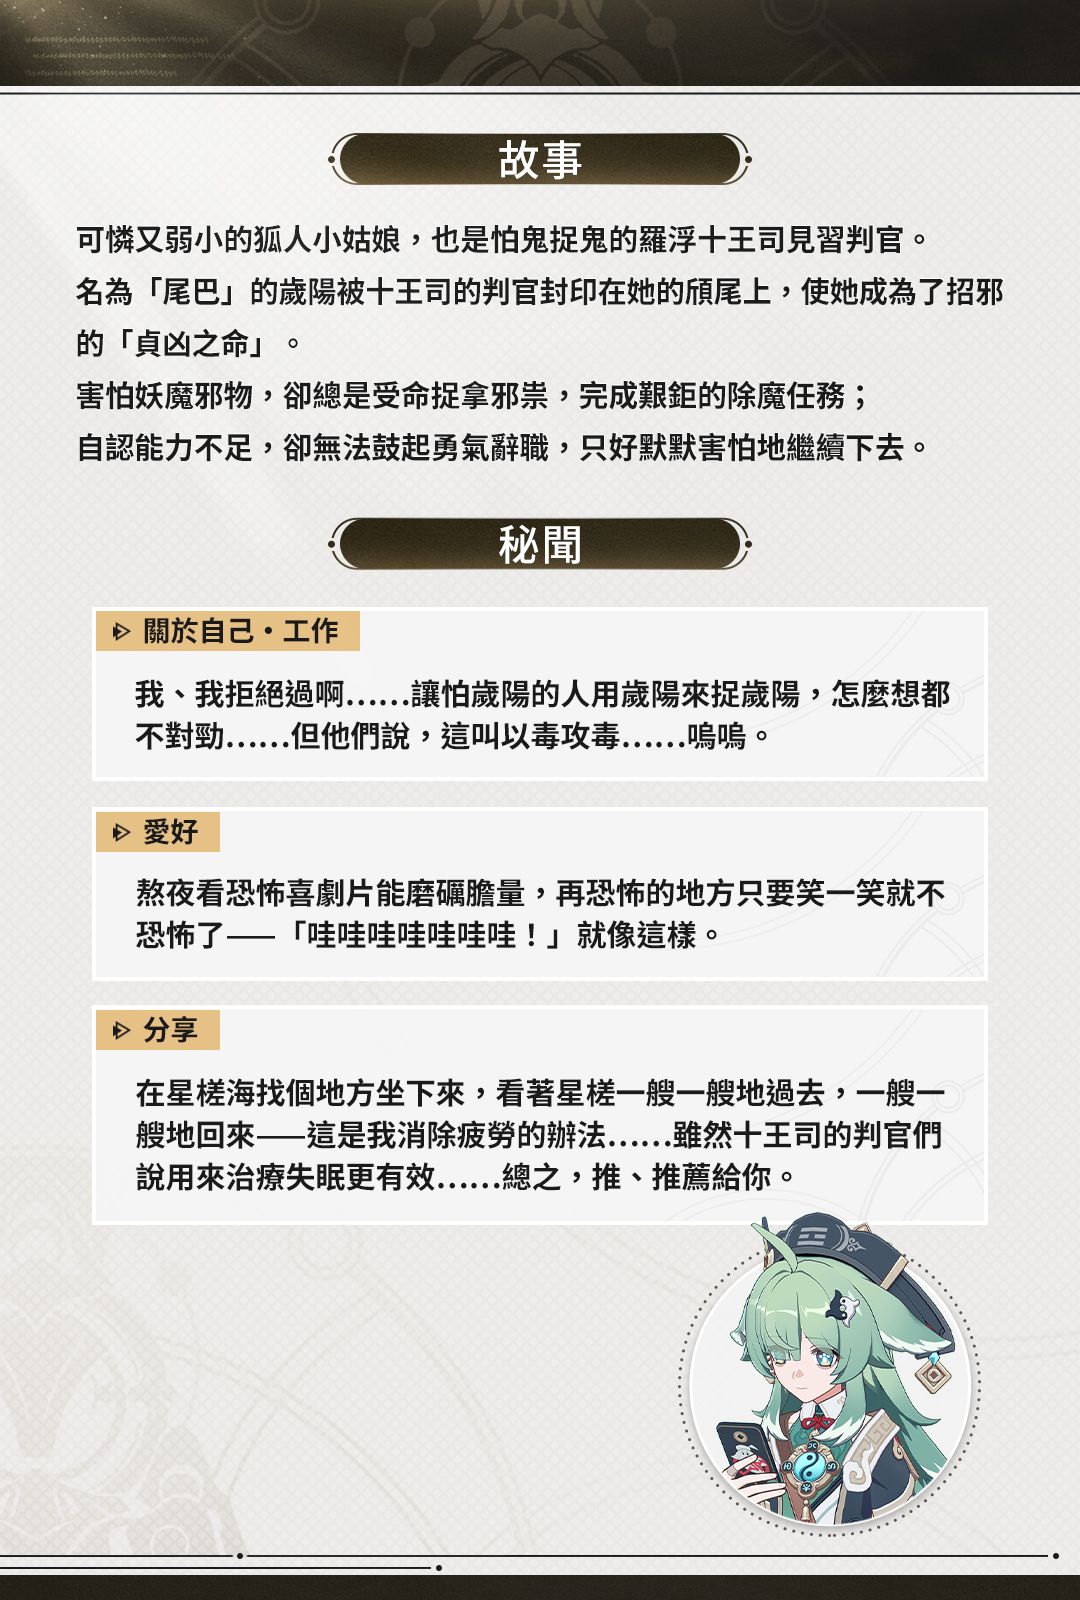 故事
可憐又弱小的狐人小姑娘，也是怕鬼捉鬼的羅浮十王司見習判官。
名為「尾巴」的歲陽被十王司的判官封印在她的頎尾上，使她成為了招邪
的「貞凶之命」。
害怕妖魔邪物，卻總是受命捉拿邪祟，完成艱鉅的除魔任務；
自認能力不足，卻無法鼓起勇氣辭職，只好默默害怕地繼續下去。
秘聞
關於自己•工作
我、我拒絕過啊……讓怕歲陽的人用歲陽來捉歲陽，怎麼想都
不對勁……但他們說，這叫以毒攻毒……嗚嗚。
愛好
熬夜看恐怖喜劇片能磨礪膽量，再恐怖的地方只要笑一笑就不
恐怖了——「哇哇哇哇哇哇哇！」就像這樣。
分享
在星槎海找個地方坐下來，看著星槎一艘一艘地過去，一艘一
艘地回來——這是我消除疲勞的辦法……雖然十王司的判官們
說用來治療失眠更有效……總之，推、推薦給你。